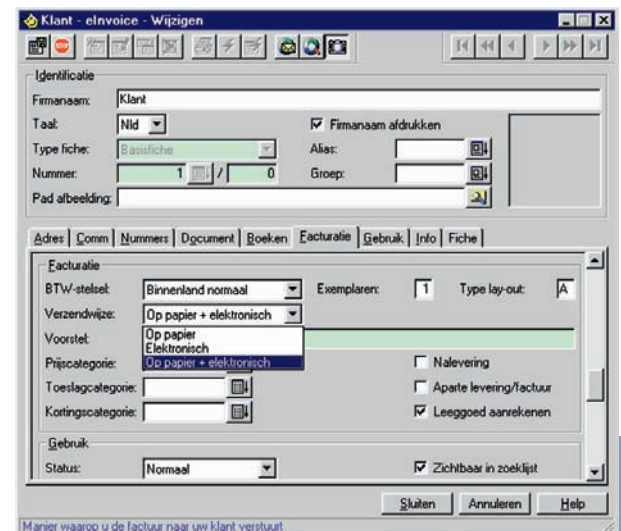 Klant - eInvoice - Wijzigen
Identificatie
Firmanaam: Klant
Taal: Nld Firmanaam afdrukken
Type fiche: Basisfiche Alias:
Nummer: 1 / 0 Groep:
Pad afbeelding:
Adres Comm Nummers Document Boeken Facturatie Gebruik Info Fiche
Facturatie
BTW-stelsel: Binnenland normaal Exemplaren: 1 Type lay-out: A
Verzendwijze: Op papier + elektronisch
Voorstel: Op papier
Elektronisch
Prijscategorie: Op papier + elektronisch Nalevering
Toeslagcategorie: Aparte levering/factuur
Kortingscategorie: Leeggoed aanrekenen
Gebruik
Status: Normaal Zichtbaar in zoeklijst
Sluiten Annuleren Help
Manier waarop u de factuur naar uw klant verstuurt